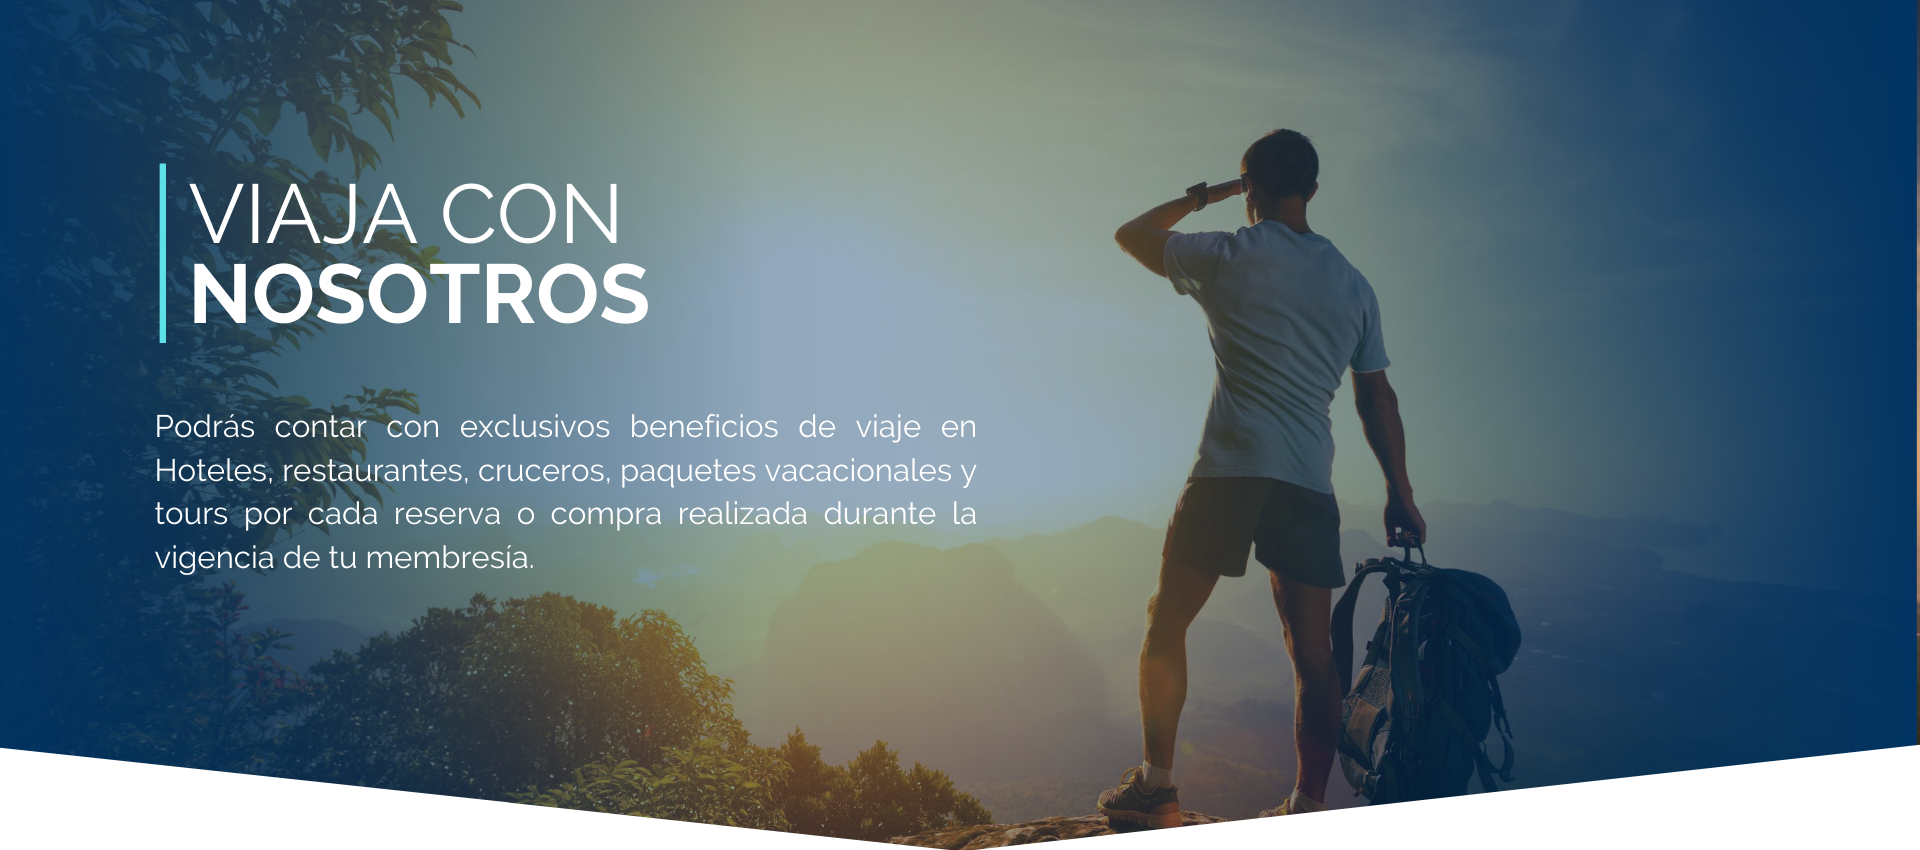 VIAJA CON
NOSOTROS
Podrás contar con exclusivos beneficios de viaje en
Hoteles, restaurantes, cruceros, paquetes vacacionales y
tours por cada reserva o compra realizada durante la
vigencia de tu membresía.